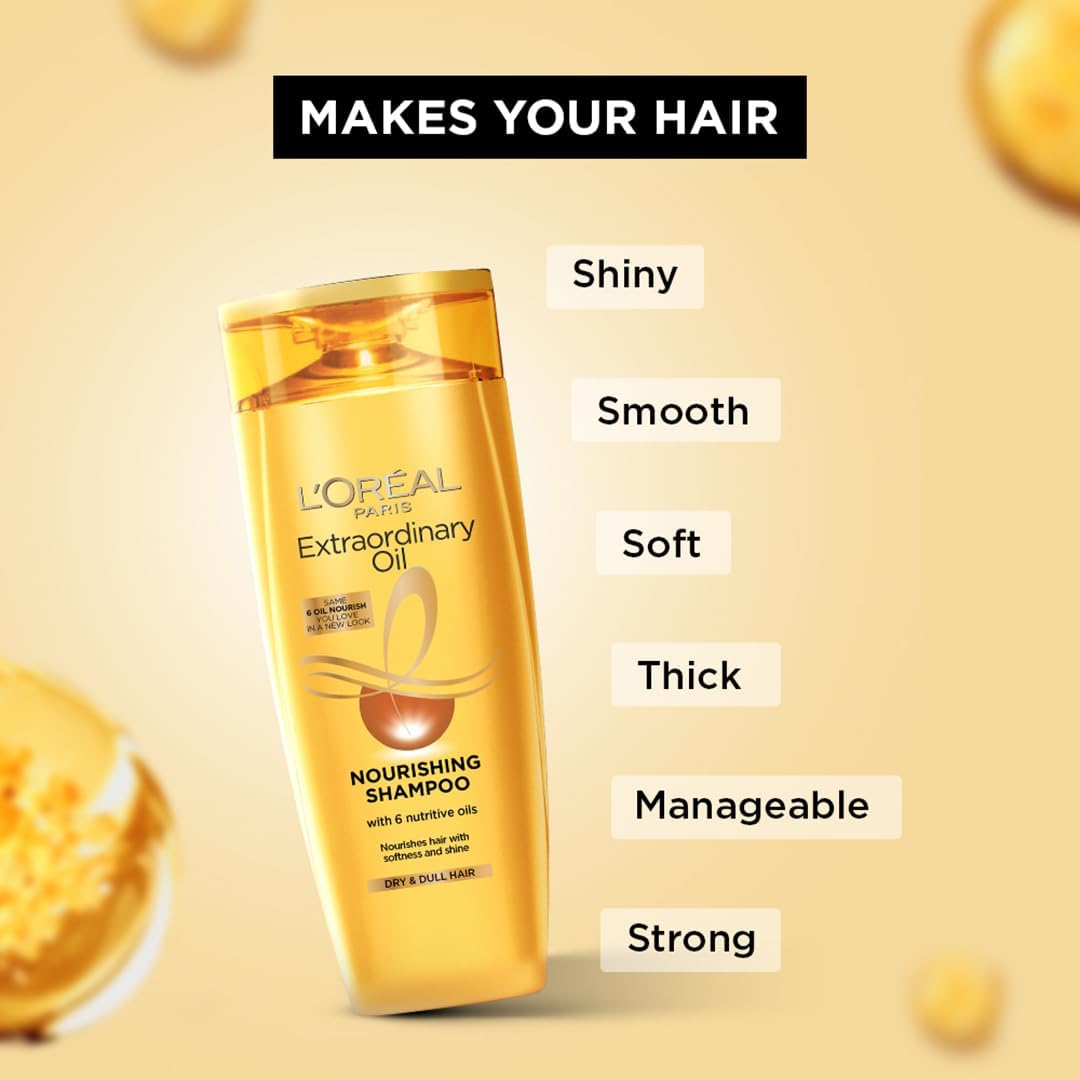 MAKES YOUR HAIR
Shiny
Smooth
Soft
Thick
Manageable
Strong
L'ORÉAL
PARIS
Extraordinary
Oil
SAME
6 OIL NOURISH
YOU LOVE
IN A NEW LOOK
NOURISHING
SHAMPOO
with 6 nutritive oils
Nourishes hair with
softness and shine
DRY & DULL HAIR